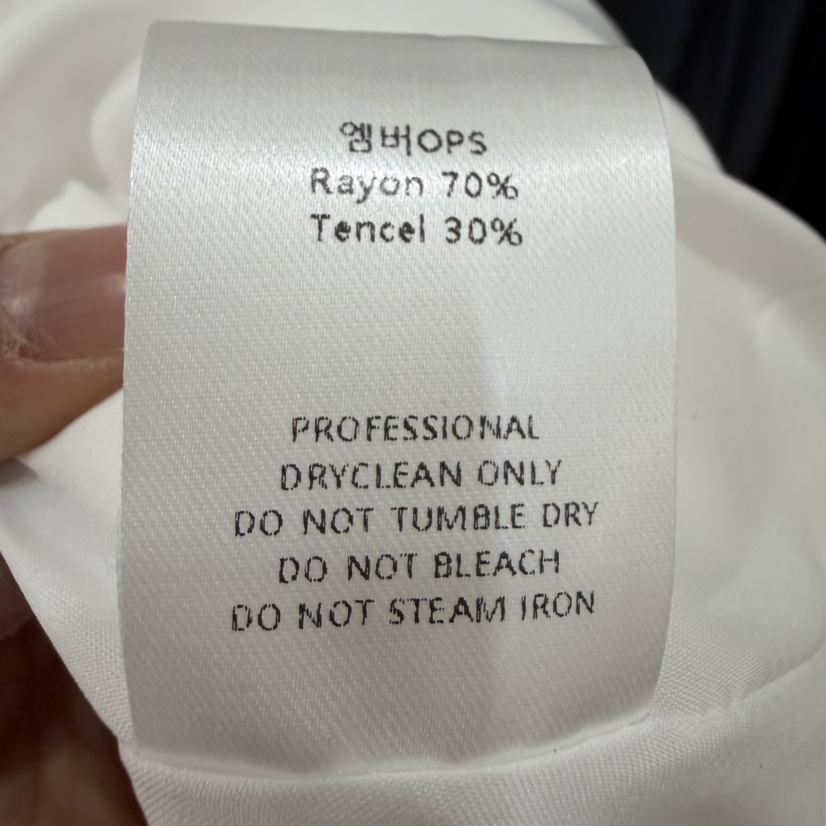 엠버OPS
Rayon 70%
Tencel 30%
PROFESSIONAL
DRYCLEAN ONLY
DO NOT TUMBLE DRY
DO NOT BLEACH
DO NOT STEAM IRON